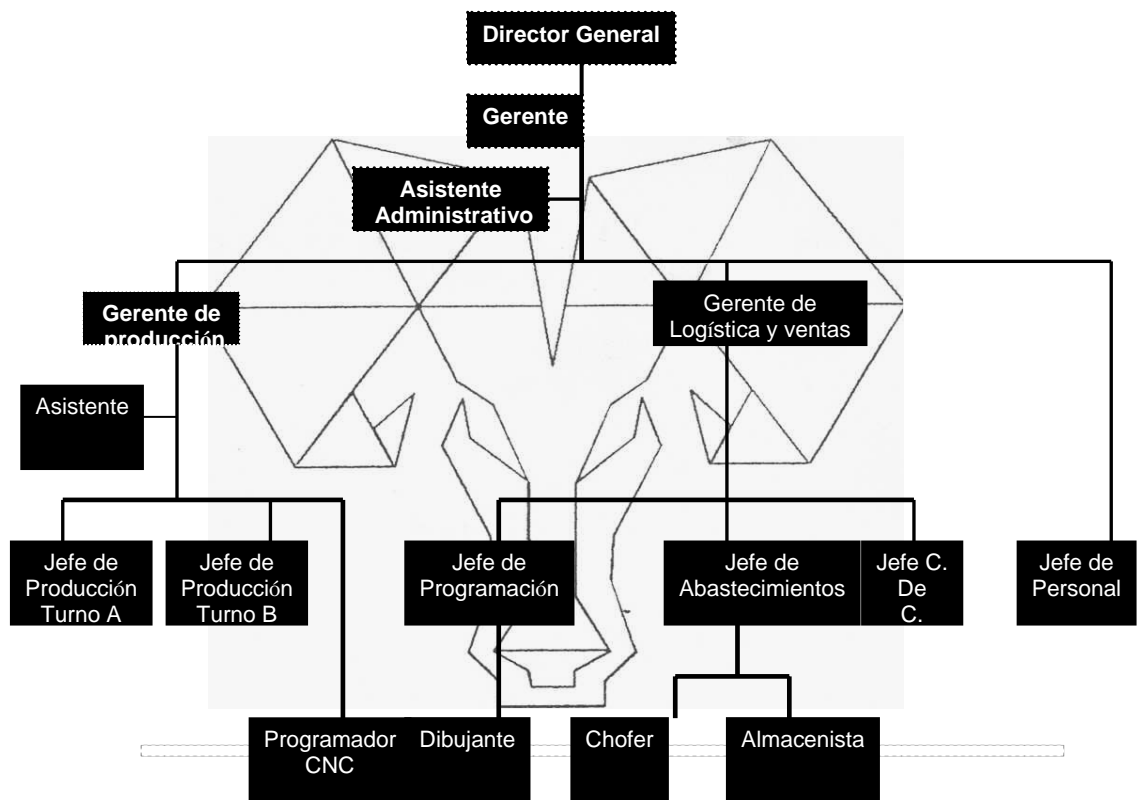 Director General
Gerente
Asistente
Administrativo
Gerente de
producción
Gerente de
Logística y ventas
Asistente
Jefe de
Producción
Turno A
Jefe de
Producción
Turno B
Jefe de
Programación
Jefe de
Abastecimientos
Jefe C.
De
C.
Jefe de
Personal
Programador
CNC
Dibujante
Chofer
Almacenista